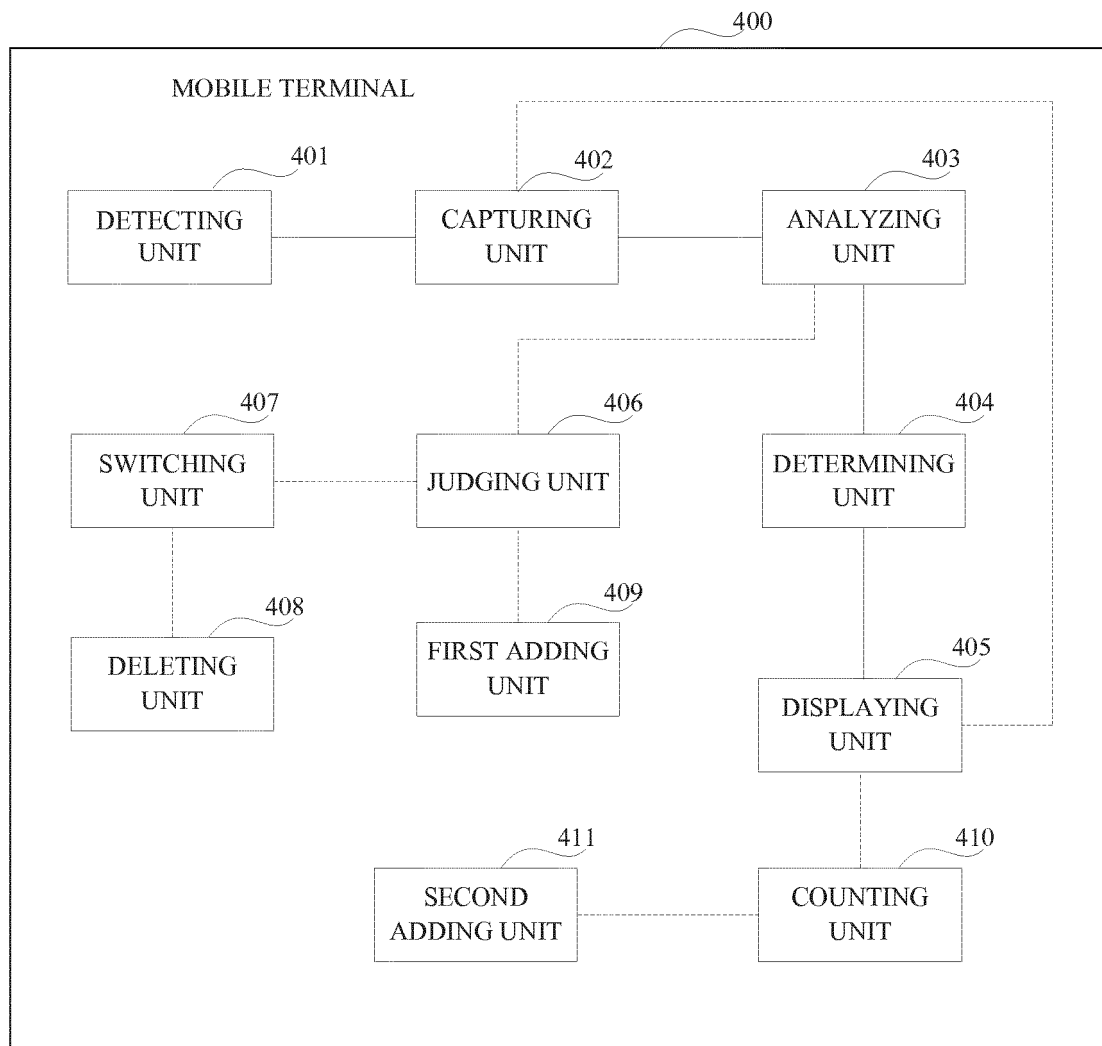 400
MOBILE TERMINAL
401
402
403
DETECTING
UNIT
CAPTURING
UNIT
ANALYZING
UNIT
407
406
404
SWITCHING
UNIT
JUDGING UNIT
DETERMINING
UNIT
408
409
405
DELETING
UNIT
FIRST ADDING
UNIT
DISPLAYING
UNIT
411
410
SECOND
ADDING UNIT
COUNTING
UNIT